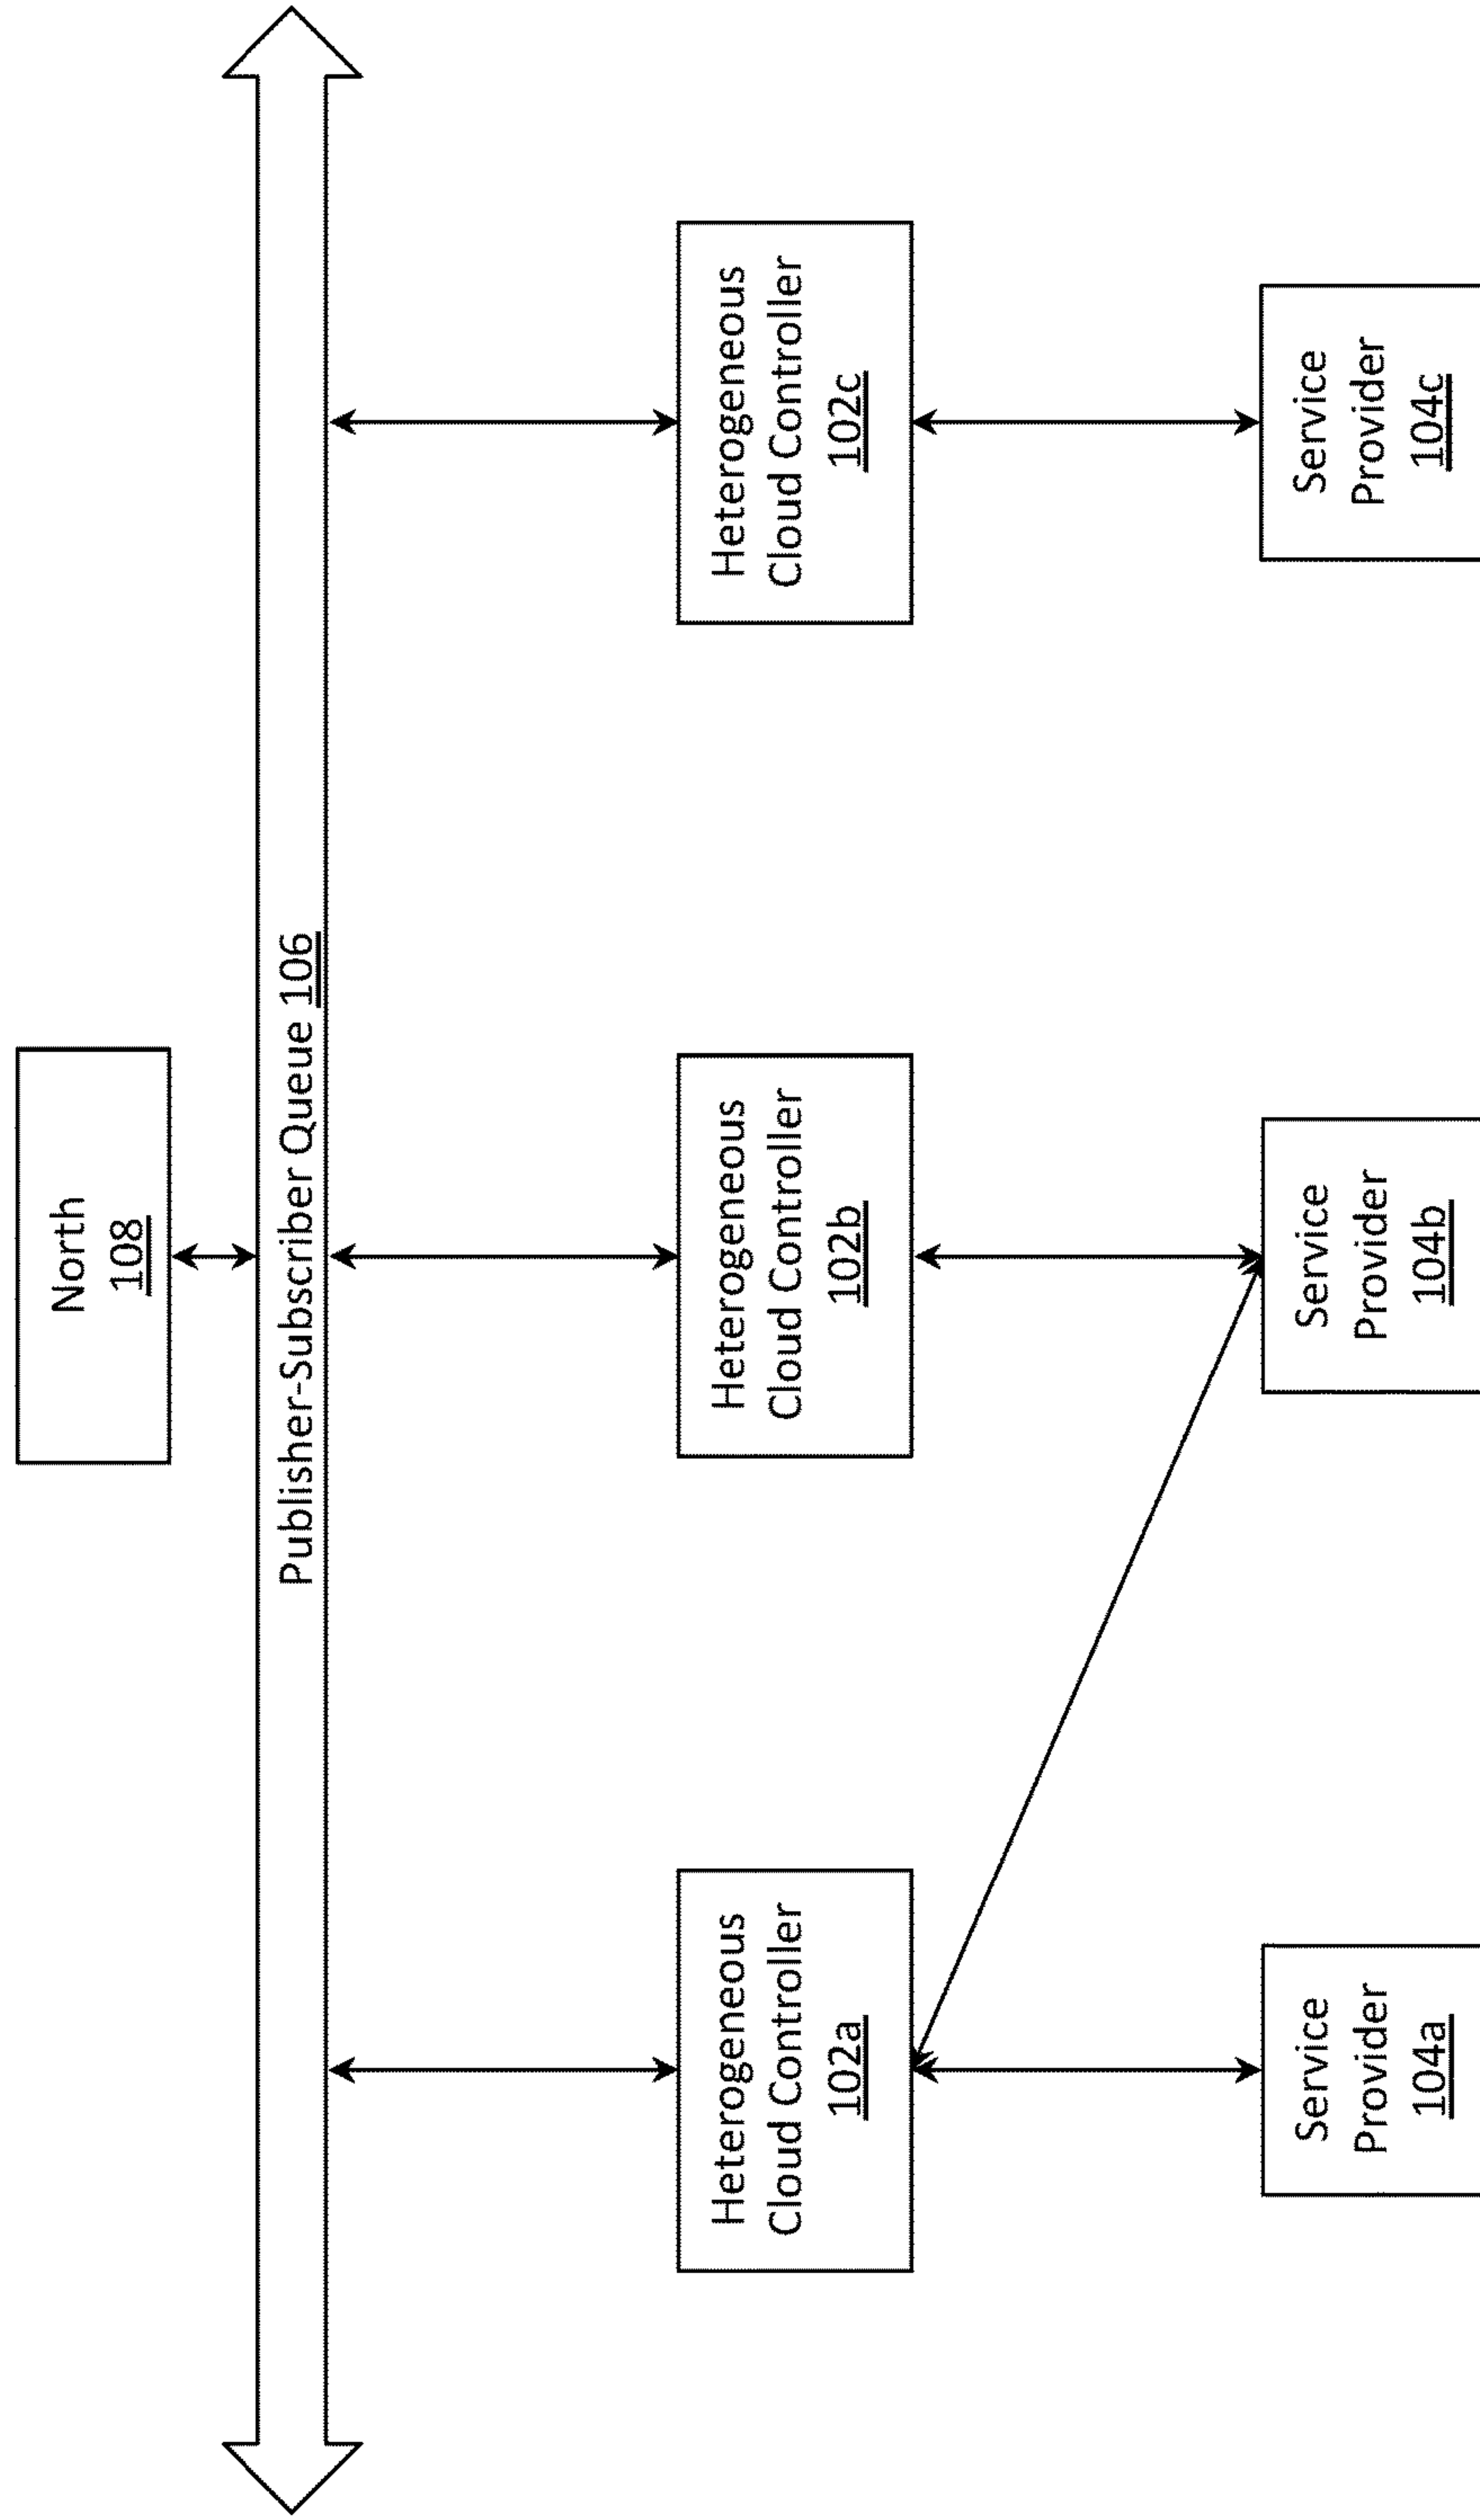 North
108
Publisher-Subscriber Queue 106
Heterogeneous
Cloud Controller
102a
Heterogeneous
Cloud Controller
102b
Heterogeneous
Cloud Controller
102c
Service
Provider
104a
Service
Provider
104b
Service
Provider
104c